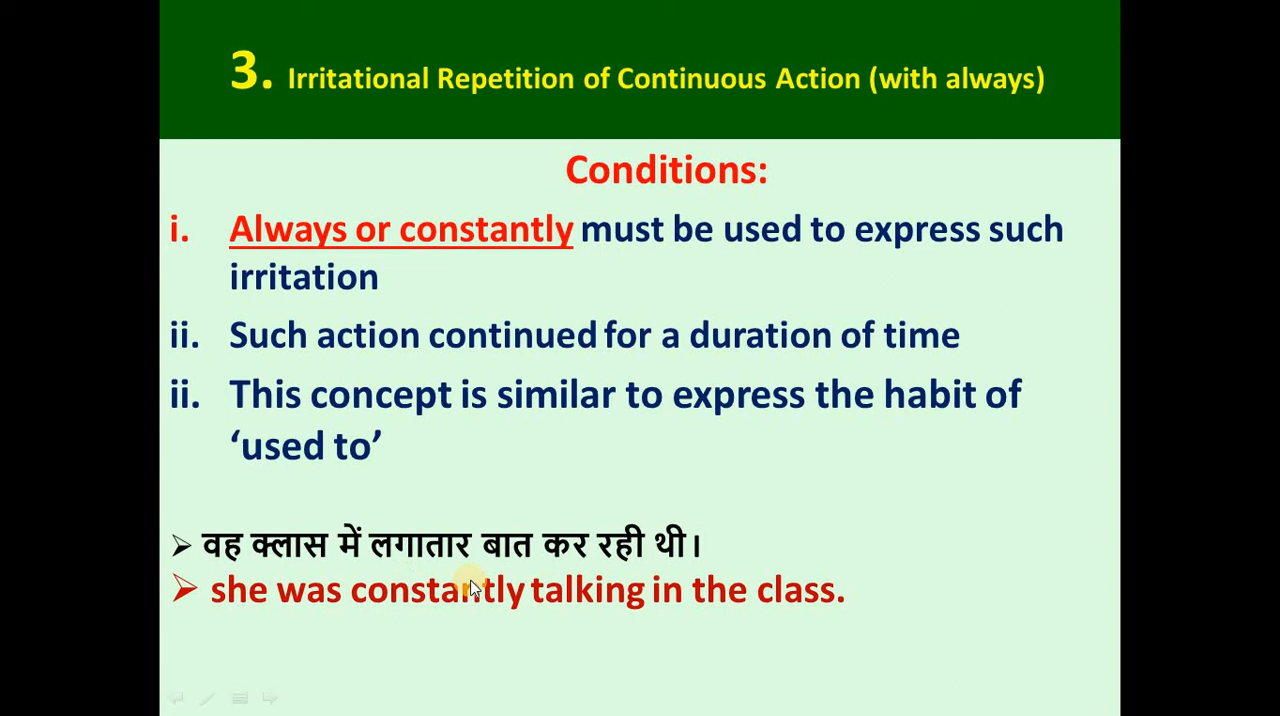 3. Irritational Repetition of Continuous Action (with always)
Conditions:
i. Always or constantly must be used to express such
irritation
ii. Such action continued for a duration of time
ii. This concept is similar to express the habit of
‘used to’
➢ वह क्लास में लगातार बात कर रही थी।
➢ she was constantly talking in the class.